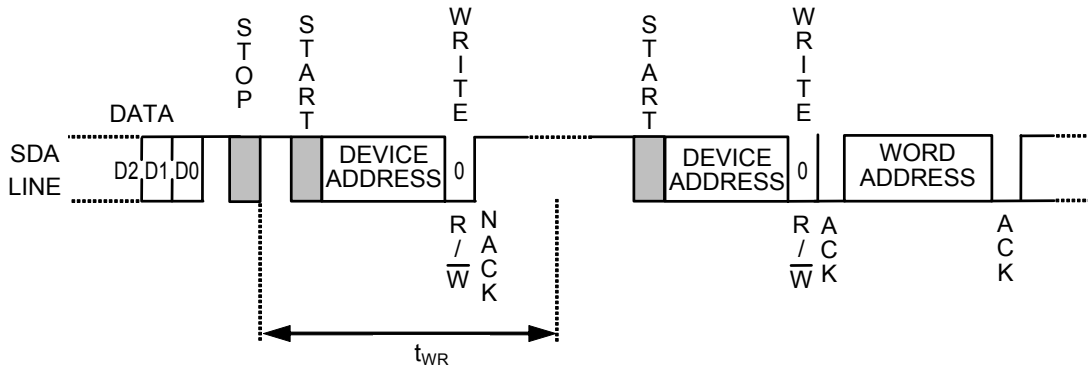 STOP
START
WRITE
START
WRITE
DATA
SDA LINE
D2 D1 D0
DEVICE ADDRESS
0
DEVICE ADDRESS
0
WORD ADDRESS
R/W
NACK
R/W
ACK
ACK
tWR